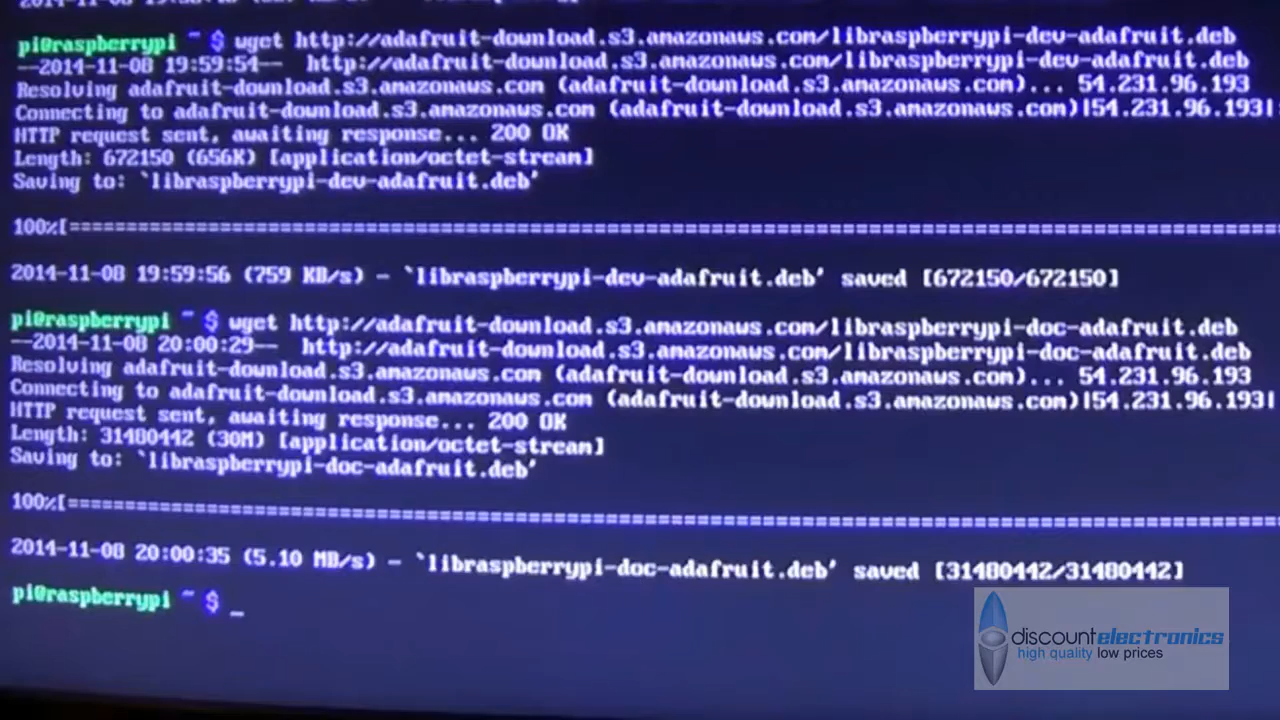 pi@raspberrypi ~ $ wget http://adafruit-download.s3.amazonaws.com/libraspberrypi-dev-adafruit.deb
--2014-11-08 19:59:54--  http://adafruit-download.s3.amazonaws.com/libraspberrypi-dev-adafruit.deb
Resolving adafruit-download.s3.amazonaws.com (adafruit-download.s3.amazonaws.com)... 54.231.96.193
Connecting to adafruit-download.s3.amazonaws.com (adafruit-download.s3.amazonaws.com)|54.231.96.193|
HTTP request sent, awaiting response... 200 OK
Length: 672150 (656K) [application/octet-stream]
Saving to: `libraspberrypi-dev-adafruit.deb'
100%[======================================================================================
2014-11-08 19:59:56 (759 KB/s) - `libraspberrypi-dev-adafruit.deb' saved [672150/672150]
pi@raspberrypi ~ $ wget http://adafruit-download.s3.amazonaws.com/libraspberrypi-doc-adafruit.deb
--2014-11-08 20:00:29--  http://adafruit-download.s3.amazonaws.com/libraspberrypi-doc-adafruit.deb
Resolving adafruit-download.s3.amazonaws.com (adafruit-download.s3.amazonaws.com)... 54.231.96.193
Connecting to adafruit-download.s3.amazonaws.com (adafruit-download.s3.amazonaws.com)|54.231.96.193|
HTTP request sent, awaiting response... 200 OK
Length: 31480442 (30M) [application/octet-stream]
Saving to: `libraspberrypi-doc-adafruit.deb'
100%[======================================================================================
2014-11-08 20:00:35 (5.10 MB/s) - `libraspberrypi-doc-adafruit.deb' saved [31480442/31480442]
pi@raspberrypi ~ $ _
discountelectronics
high quality low prices